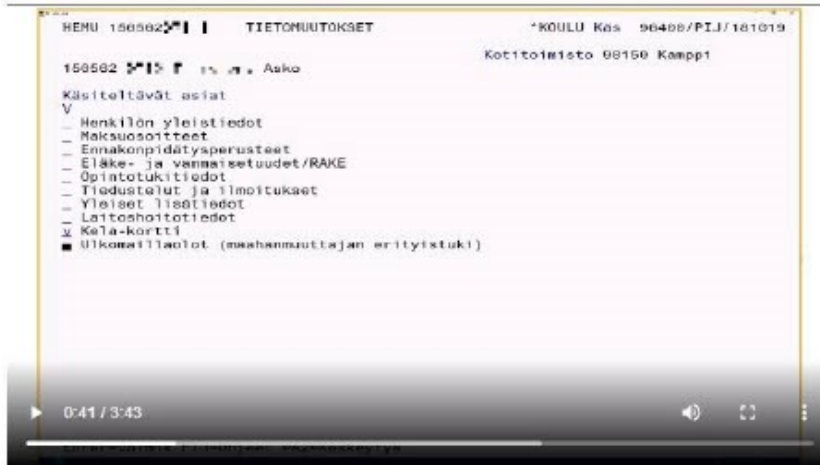 HEMU 150502 TIETOMUUTOKSET *KOULU Käs 90400/PIJ/181019
Kotitoimisto 00150 Kamppi
150502 Asko
Käsiteltävät asiat
V
_ Henkilön yleistiedot
_ Maksuosoitteet
_ Ennakonpidätysperusteet
_ Eläke- ja vammaisetuudet/RAKE
_ Opintotukitiedot
_ Tiedustelut ja ilmoitukset
_ Yleiset lisätiedot
_ Laitoshoitotiedot
v Kela-kortti
Ulkomaillaolot (maahanmuuttajan erityistuki)
0:41 / 3:43